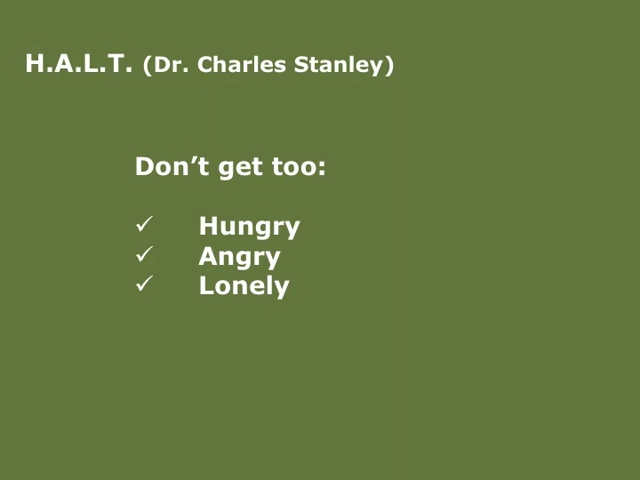 H.A.L.T. (Dr. Charles Stanley)
Don’t get too:
✓ Hungry
✓ Angry
✓ Lonely